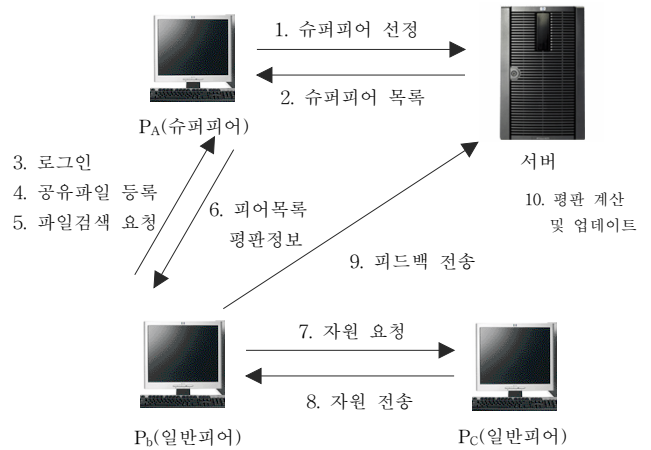 1. 슈퍼피어 선정
2. 슈퍼피어 목록
PA(슈퍼피어)
서버
3. 로그인
4. 공유파일 등록
5. 파일검색 요청
6. 피어목록
평판정보
10. 평판 계산
및 업데이트
9. 피드백 전송
7. 자원 요청
8. 자원 전송
Pb(일반피어)
PC(일반피어)